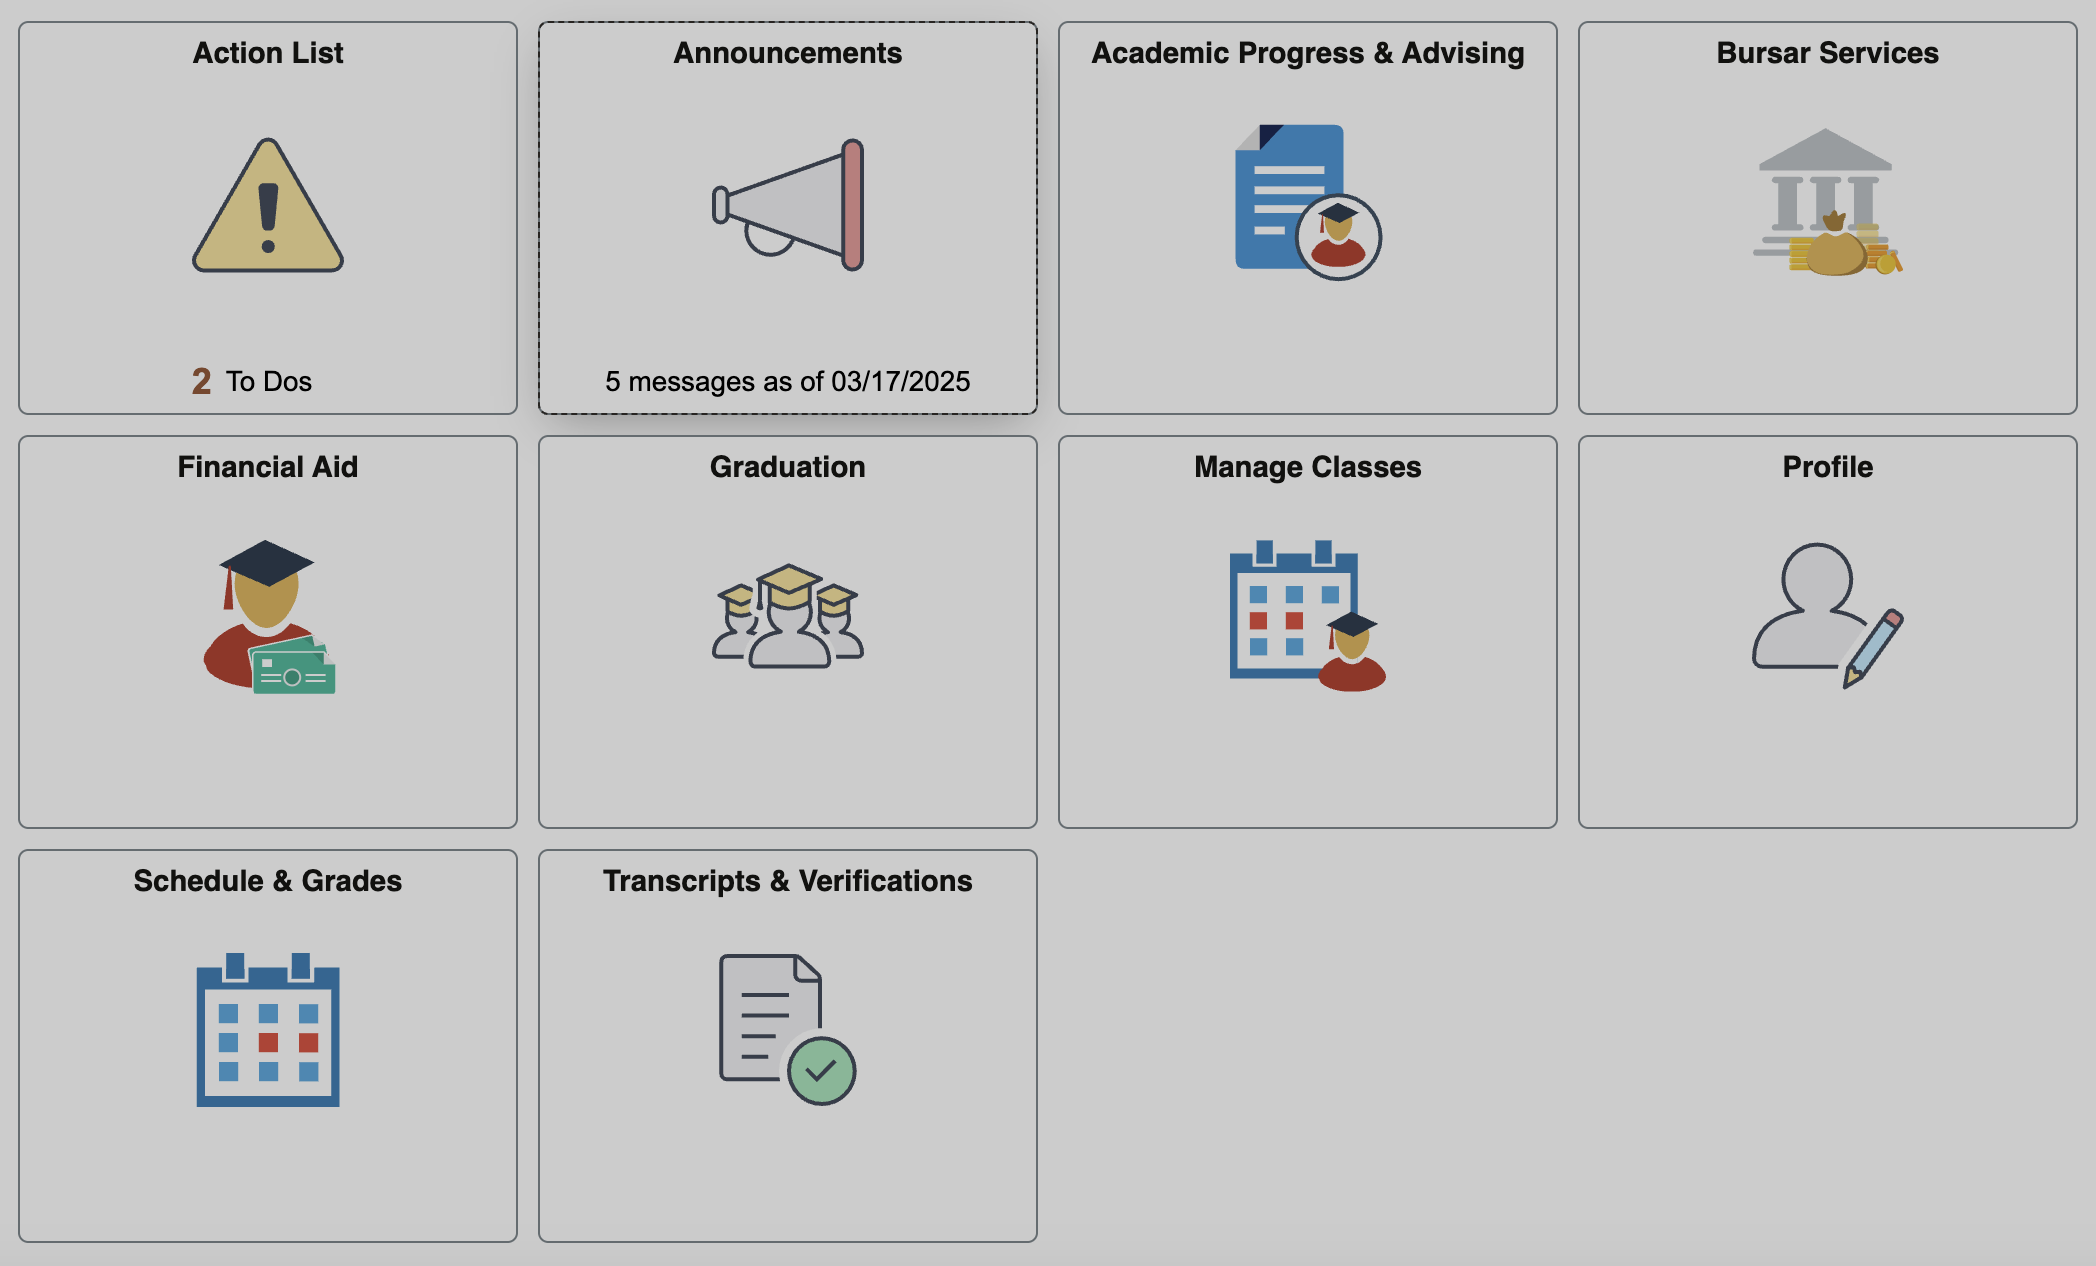 Action List
2 To Dos
Announcements
5 messages as of 03/17/2025
Academic Progress & Advising
Bursar Services
Financial Aid
Graduation
Manage Classes
Profile
Schedule & Grades
Transcripts & Verifications